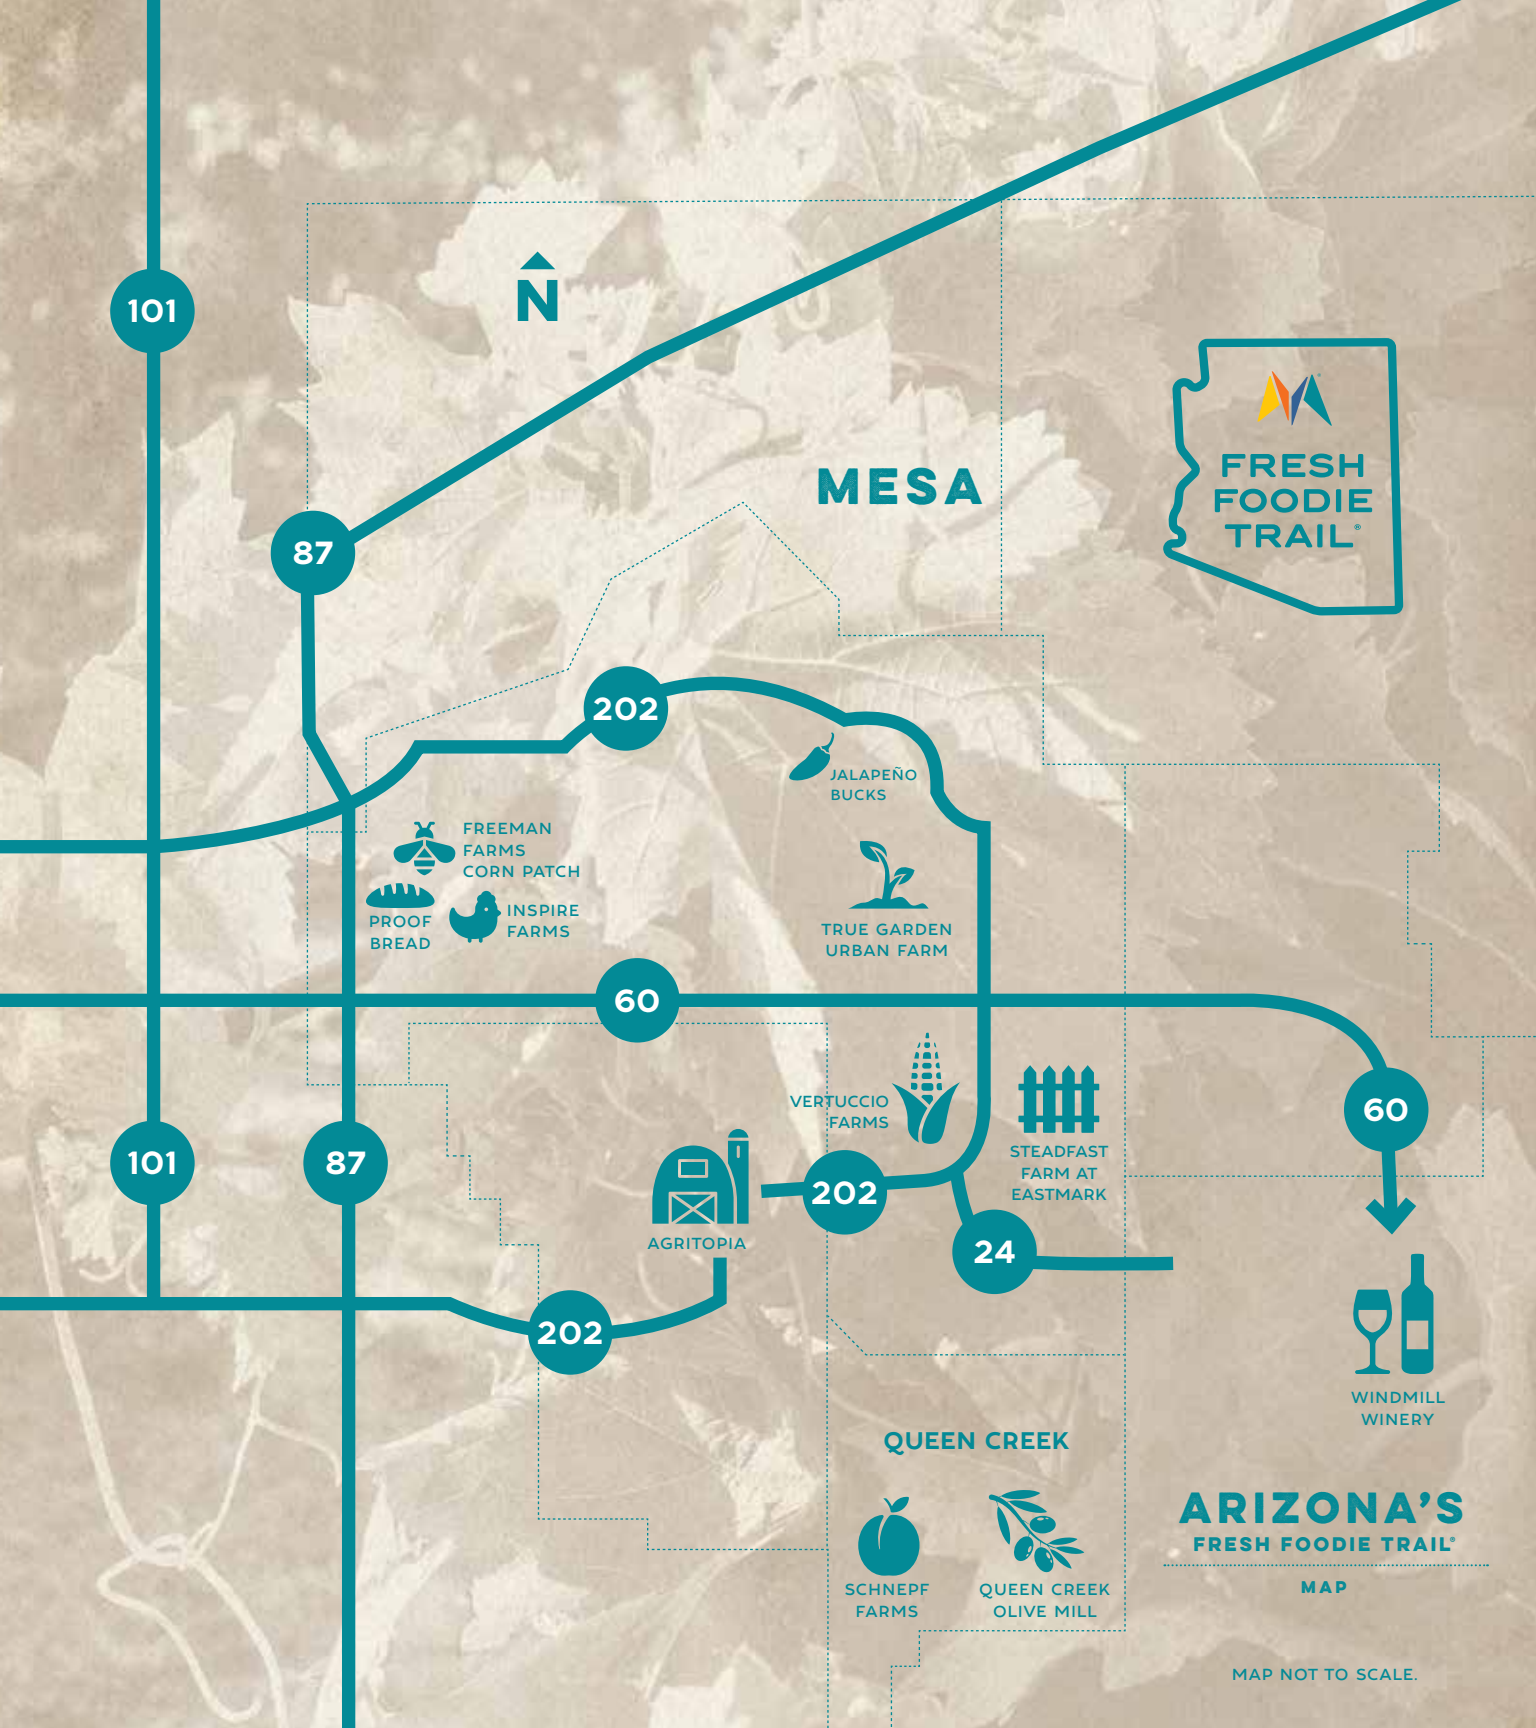 N
101
MESA
FRESH
FOODIE
TRAIL®
87
202
JALAPEÑO
BUCKS
FREEMAN
FARMS
CORN PATCH
PROOF
BREAD
INSPIRE
FARMS
TRUE GARDEN
URBAN FARM
60
VERTUCCIO
FARMS
STEADFAST
FARM AT
EASTMARK
60
101
87
202
AGRITOPIA
24
202
WINDMILL
WINERY
QUEEN CREEK
SCHNEPF
FARMS
QUEEN CREEK
OLIVE MILL
ARIZONA'S
FRESH FOODIE TRAIL®
MAP
MAP NOT TO SCALE.